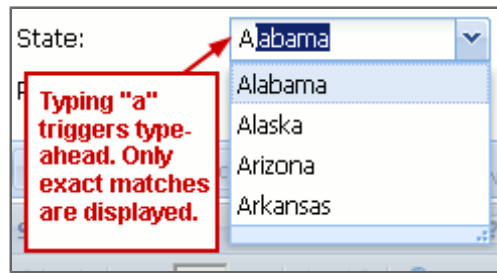 State:
Alabama
Alabama
Alaska
Arizona
Arkansas
Typing "a"
triggers type-
ahead. Only
exact matches
are displayed.